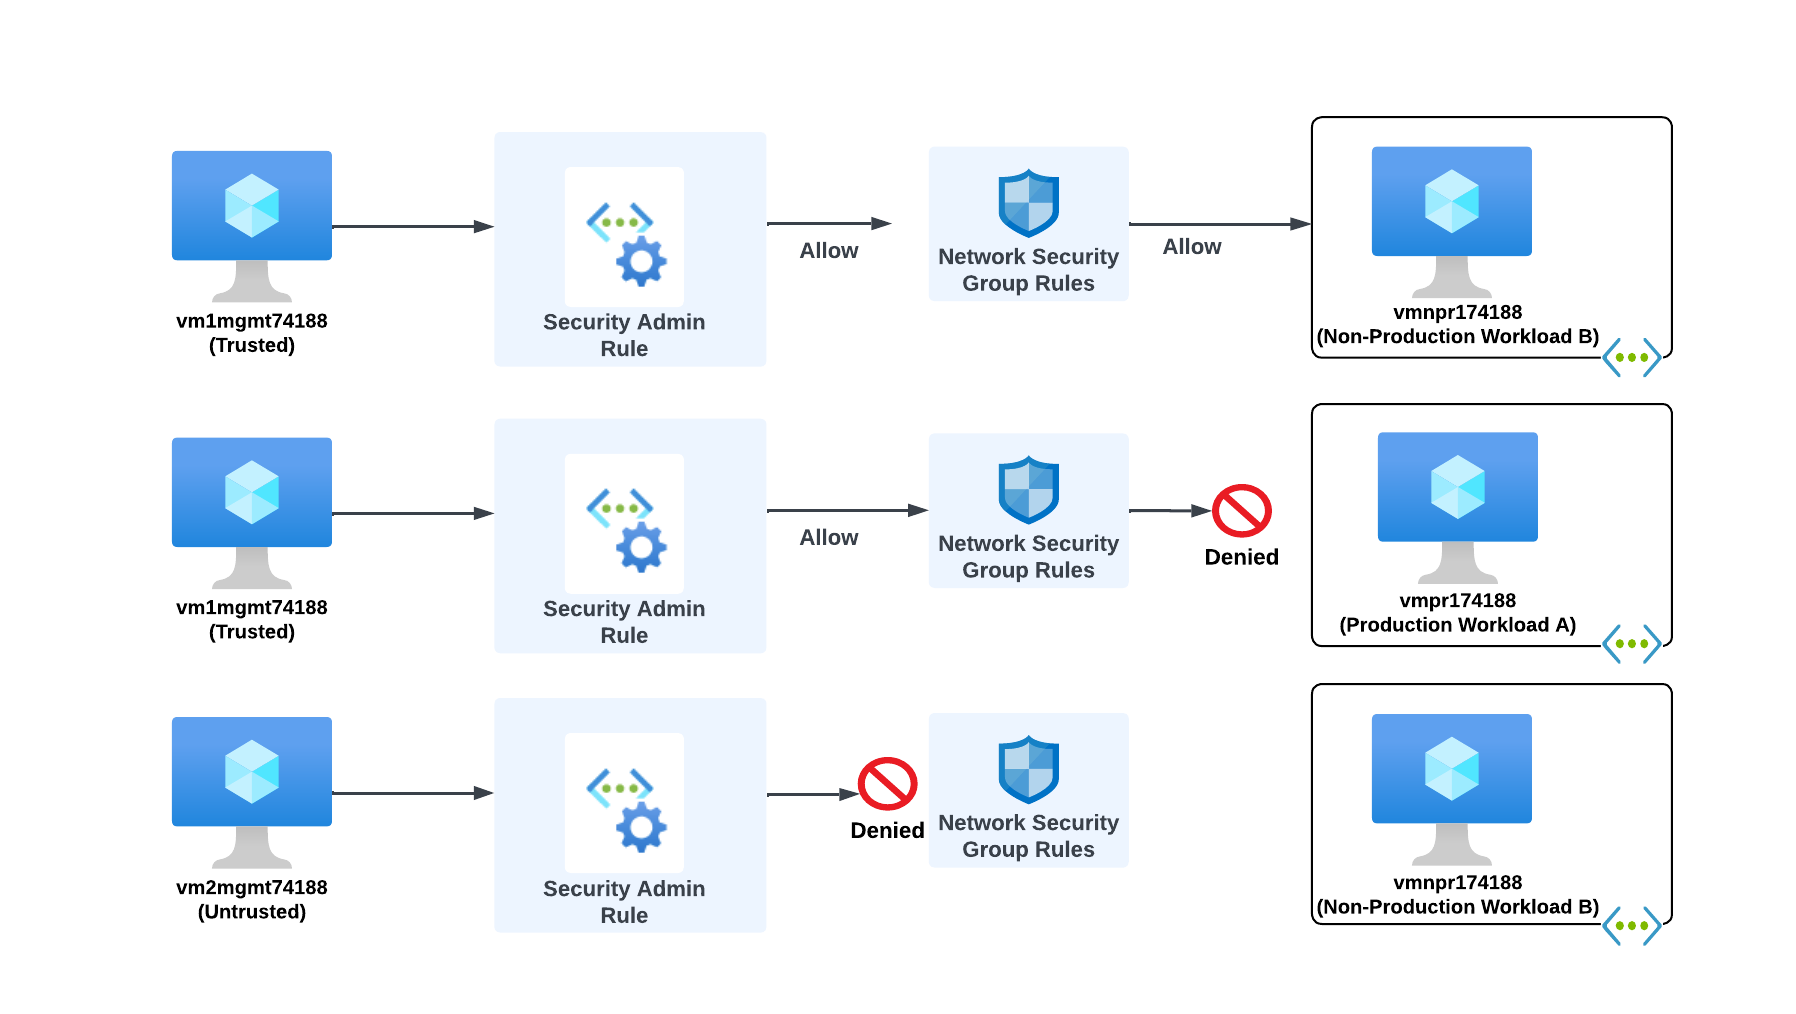 vm1mgmt74188
(Trusted)
Security Admin
Rule
Allow
Network Security
Group Rules
Allow
vmnpr174188
(Non-Production Workload B)
vm1mgmt74188
(Trusted)
Security Admin
Rule
Allow
Network Security
Group Rules
Denied
vmpr174188
(Production Workload A)
vm2mgmt74188
(Untrusted)
Security Admin
Rule
Denied
Network Security
Group Rules
vmnpr174188
(Non-Production Workload B)